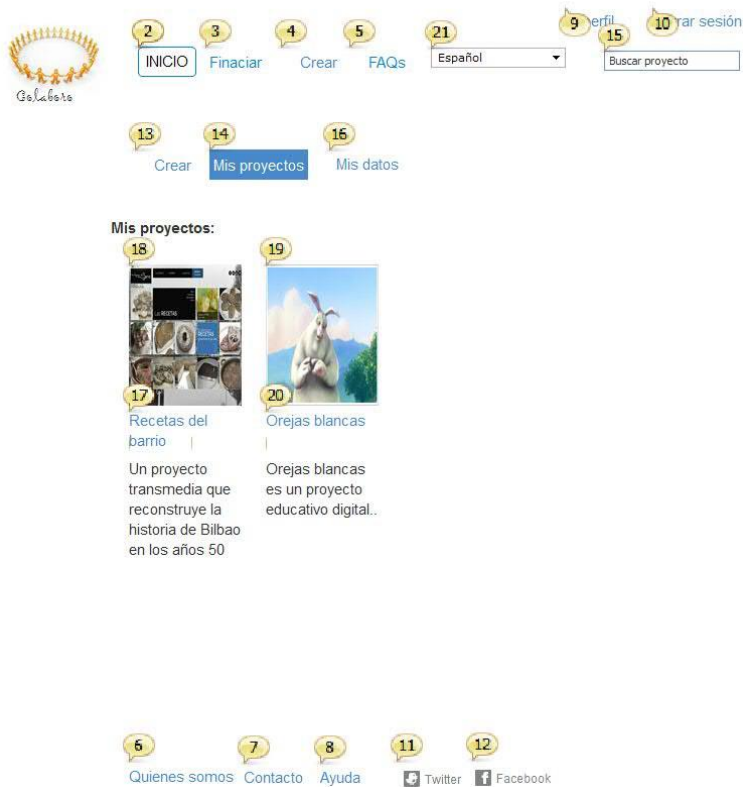 9 10
2 3 4 5 21 erfil rar sesión
15
INICIO Finaciar Crear FAQs Español Buscar proyecto
Colaboro
13 14 16
Crear Mis proyectos Mis datos
Mis proyectos:
18 19
17 20
Recetas del
barrio
Orejas blancas
Un proyecto
transmedia que
reconstruye la
historia de Bilbao
en los años 50
Orejas blancas
es un proyecto
educativo digital..
6 7 8 11 12
Quienes somos Contacto Ayuda Twitter Facebook